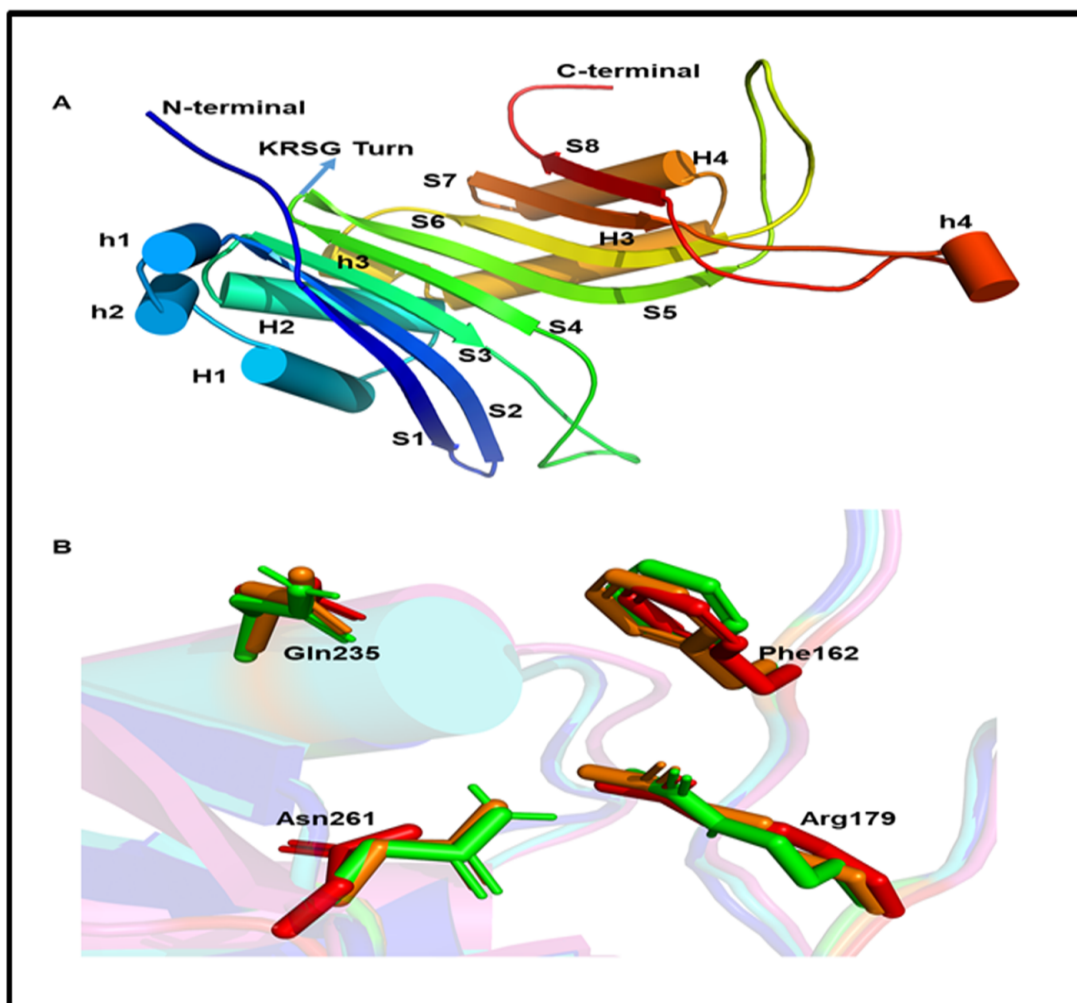 A
N-terminal
C-terminal
KRSG Turn
S8
H4
S7
S6
h1
h3
H3
h4
h2
H2
S5
S4
S3
H1
S2
S1
B
Gln235
Phe162
Asn261
Arg179